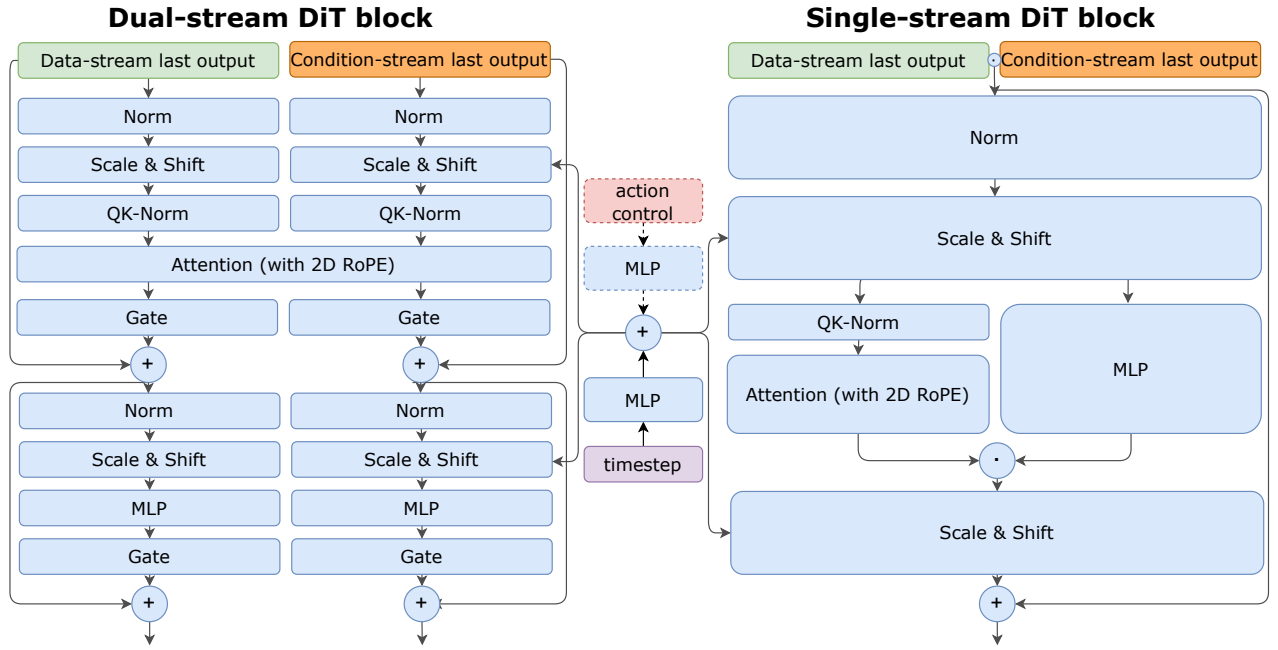 Dual-stream DiT block
Data-stream last output
Condition-stream last output
Norm
Norm
Scale & Shift
Scale & Shift
QK-Norm
QK-Norm
Attention (with 2D RoPE)
Gate
Gate
+
+
Norm
Norm
Scale & Shift
Scale & Shift
MLP
MLP
Gate
Gate
+
+
action
control
MLP
+
MLP
timestep
Single-stream DiT block
Data-stream last output
·
Condition-stream last output
Norm
Scale & Shift
QK-Norm
Attention (with 2D RoPE)
MLP
·
Scale & Shift
+